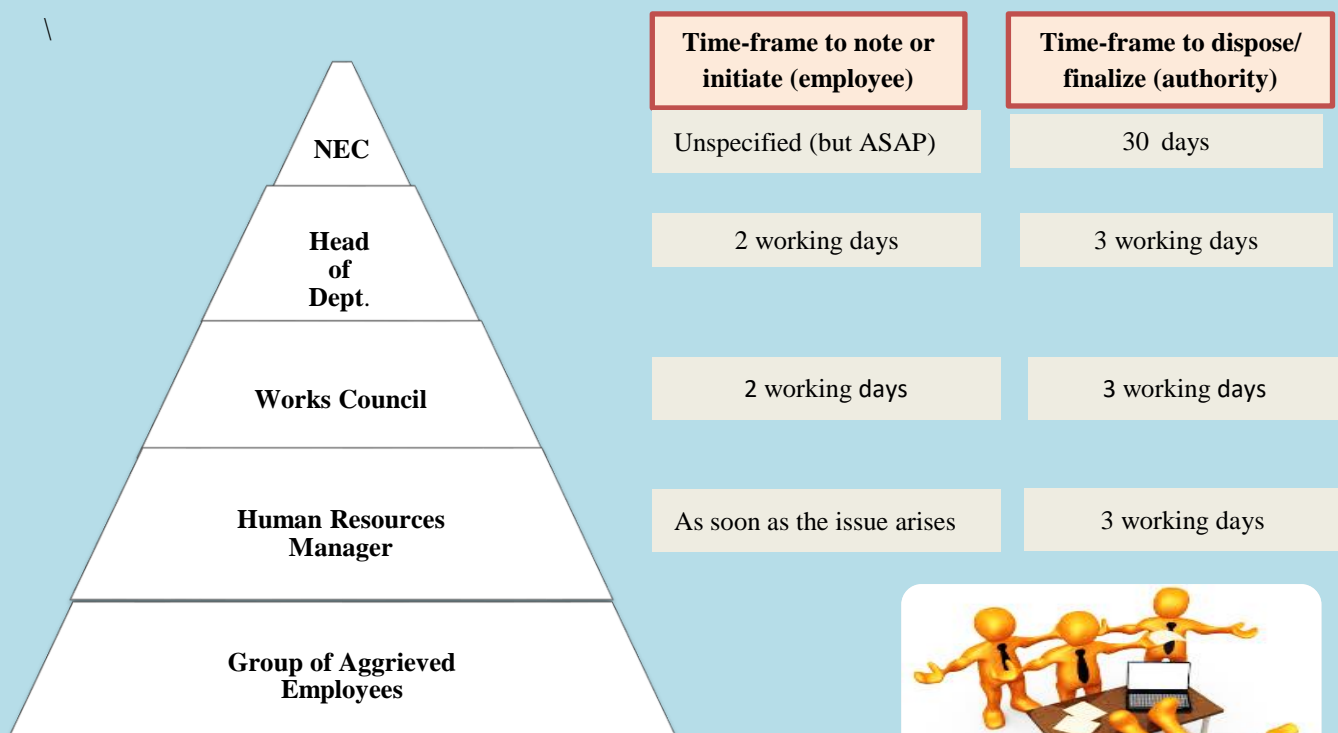 \
Time-frame to note or
initiate (employee)
Time-frame to dispose/
finalize (authority)
NEC
Unspecified (but ASAP)
30 days
Head
of
Dept.
2 working days
3 working days
Works Council
2 working days
3 working days
Human Resources
Manager
As soon as the issue arises
3 working days
Group of Aggrieved
Employees